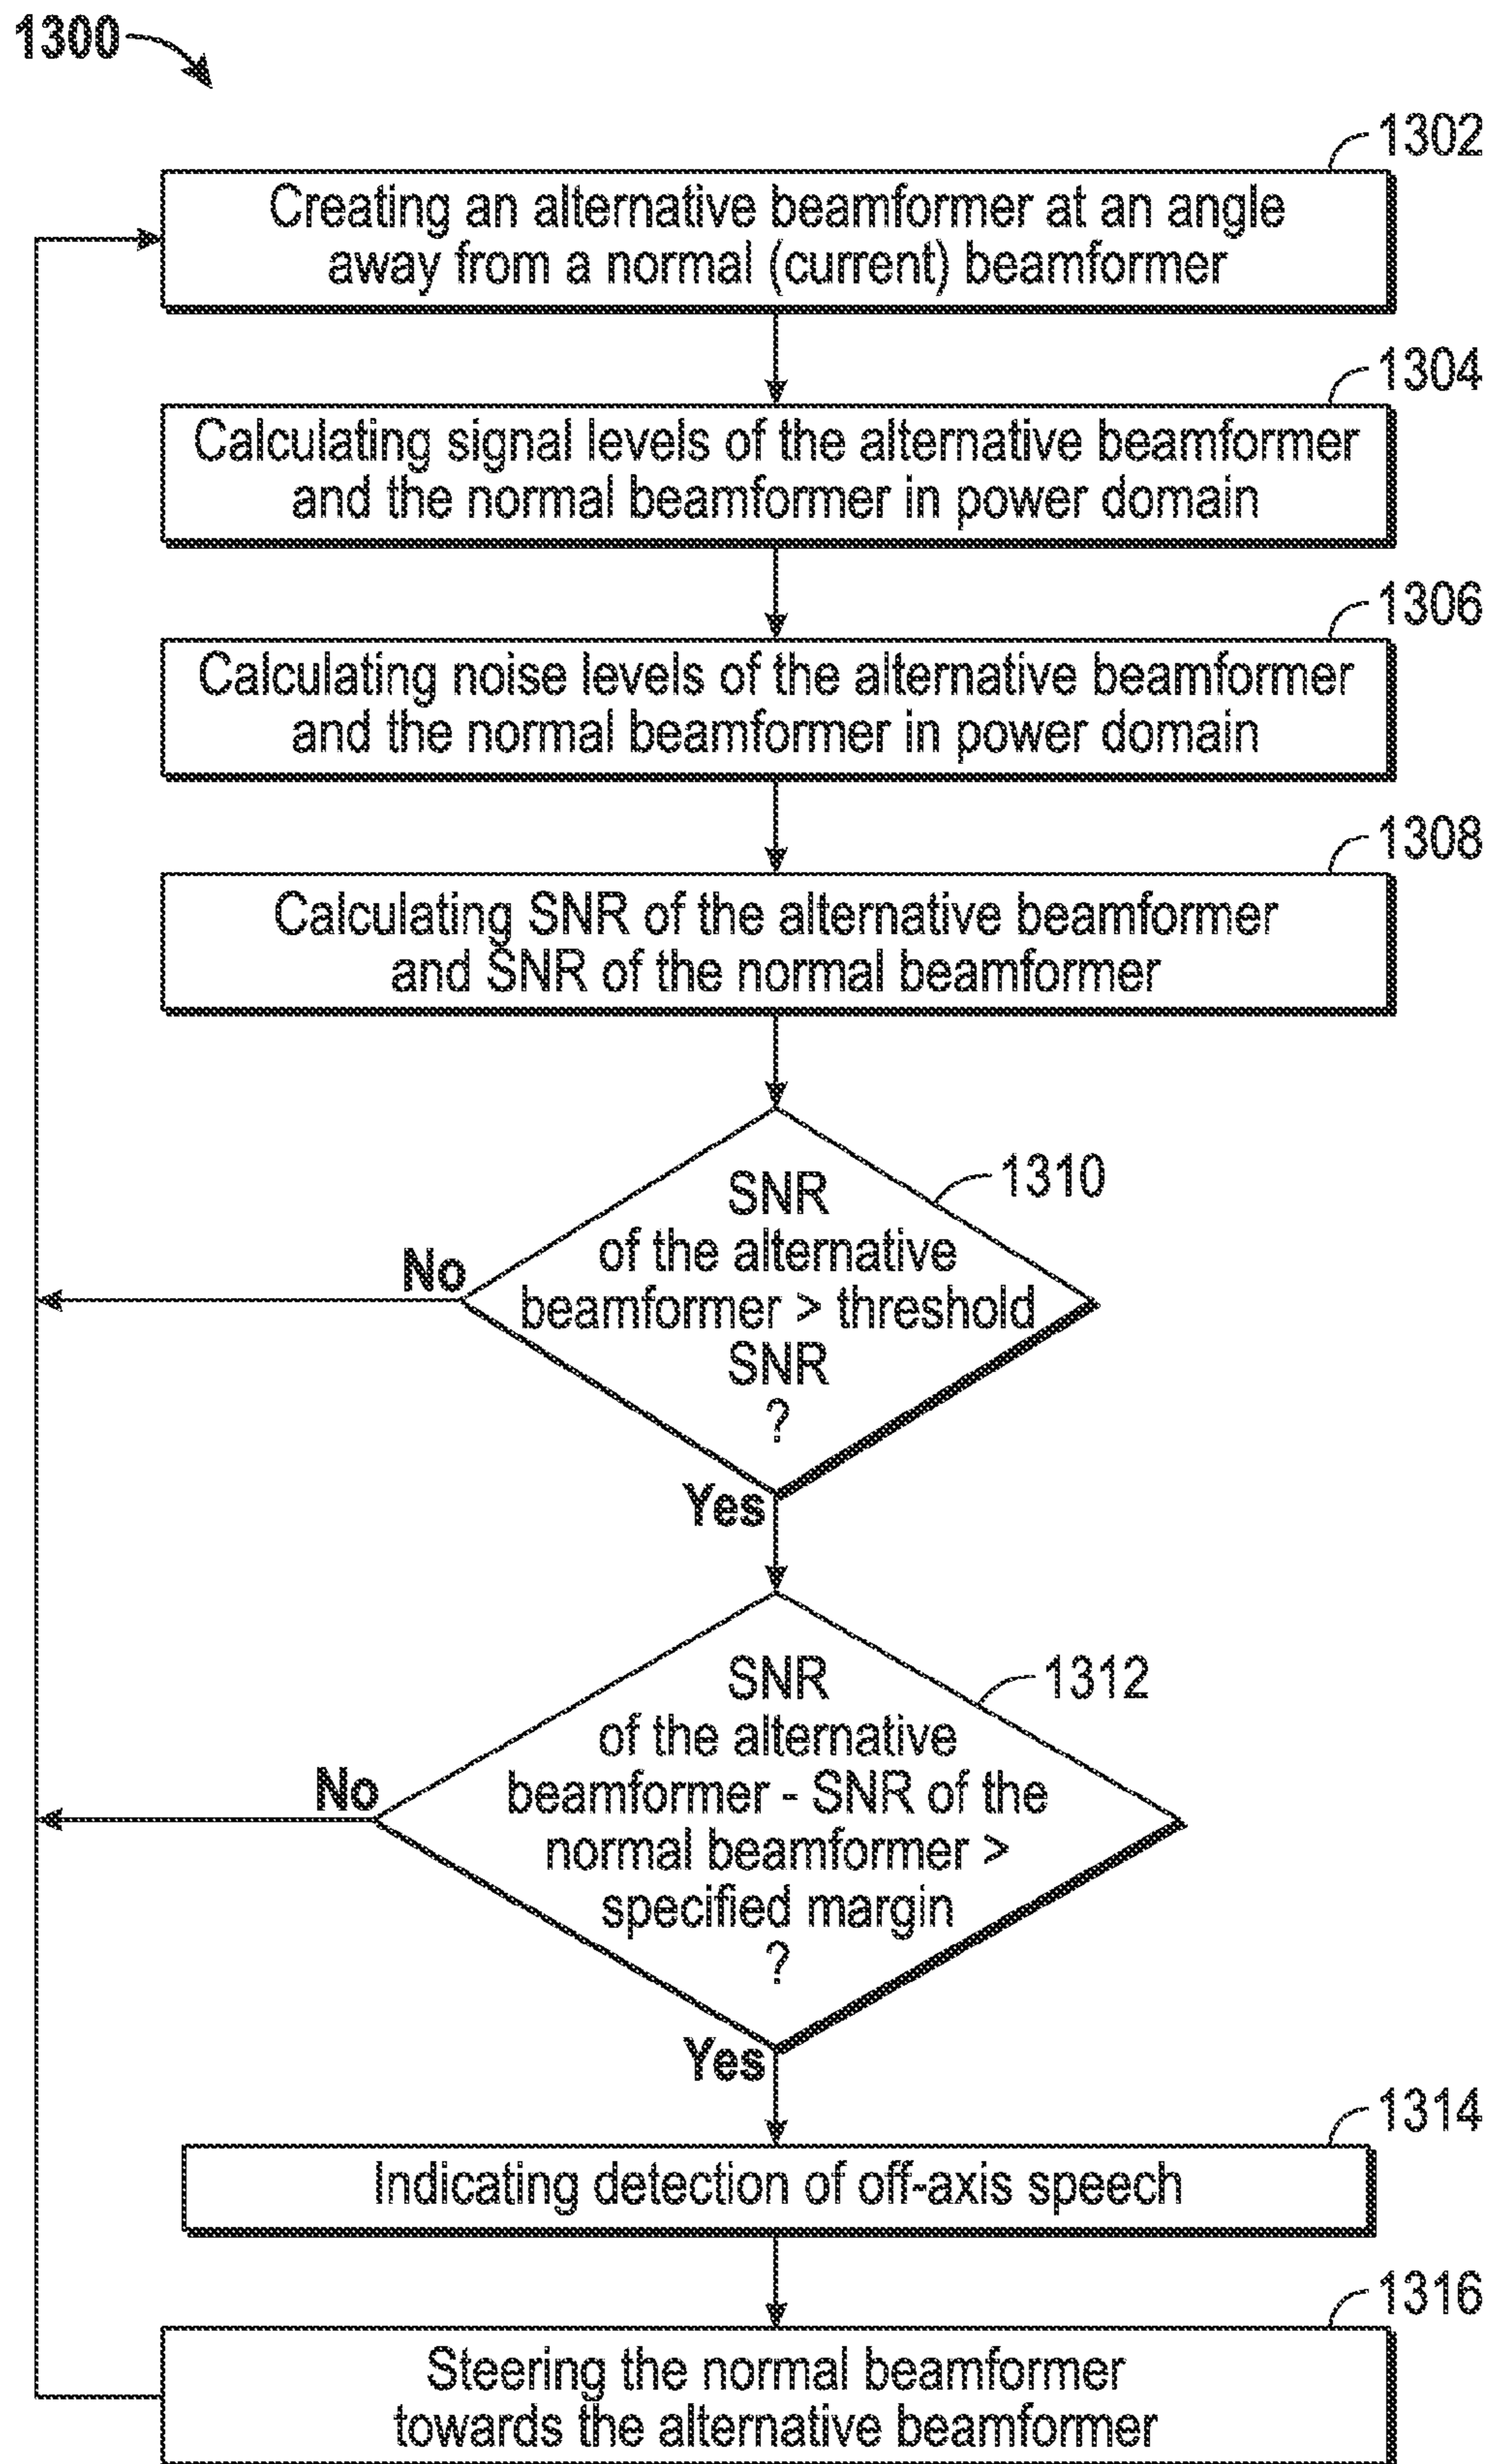 1300
1302
Creating an alternative beamformer at an angle
away from a normal (current) beamformer
1304
Calculating signal levels of the alternative beamformer
and the normal beamformer in power domain
1306
Calculating noise levels of the alternative beamformer
and the normal beamformer in power domain
1308
Calculating SNR of the alternative beamformer
and SNR of the normal beamformer
1310
SNR
of the alternative
beamformer > threshold
SNR
?
No
Yes
1312
SNR
of the alternative
beamformer - SNR of the
normal beamformer >
specified margin
?
No
Yes
1314
Indicating detection of off-axis speech
1316
Steering the normal beamformer
towards the alternative beamformer